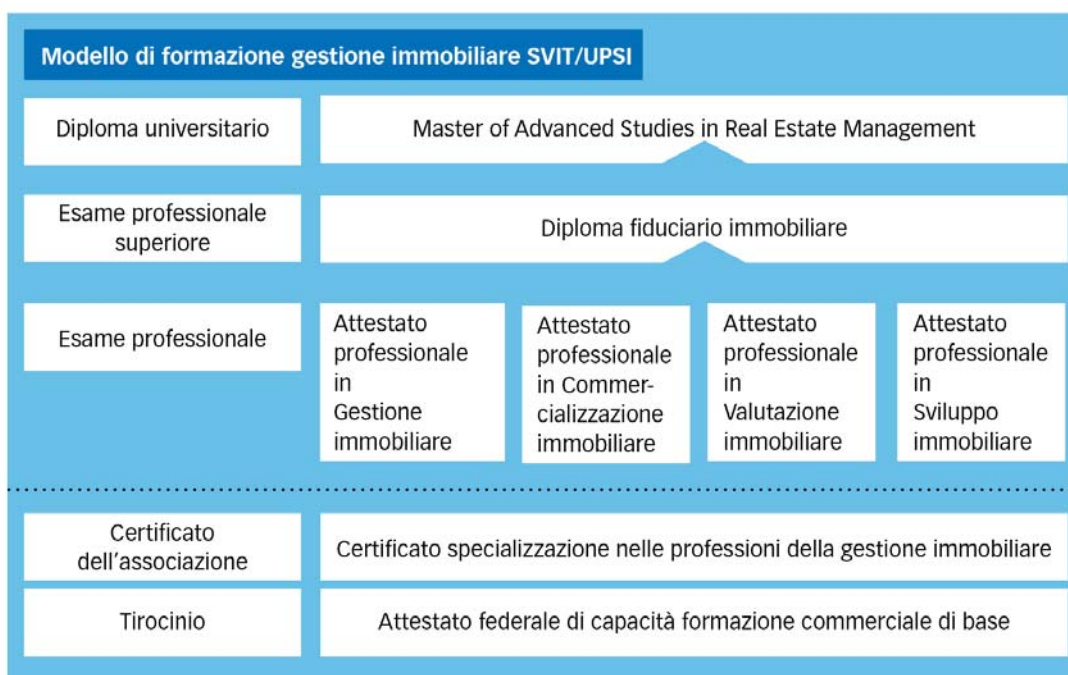 Modello di formazione gestione immobiliare SVIT/UPSI
Diploma universitario
Master of Advanced Studies in Real Estate Management
Esame professionale
superiore
Diploma fiduciario immobiliare
Esame professionale
Attestato
professionale
in
Gestione
immobiliare
Attestato
professionale
in Commer-
cializzazione
immobiliare
Attestato
professionale
in
Valutazione
immobiliare
Attestato
professionale
in
Sviluppo
immobiliare
Certificato
dell'associazione
Certificato specializzazione nelle professioni della gestione immobiliare
Tirocinio
Attestato federale di capacità formazione commerciale di base